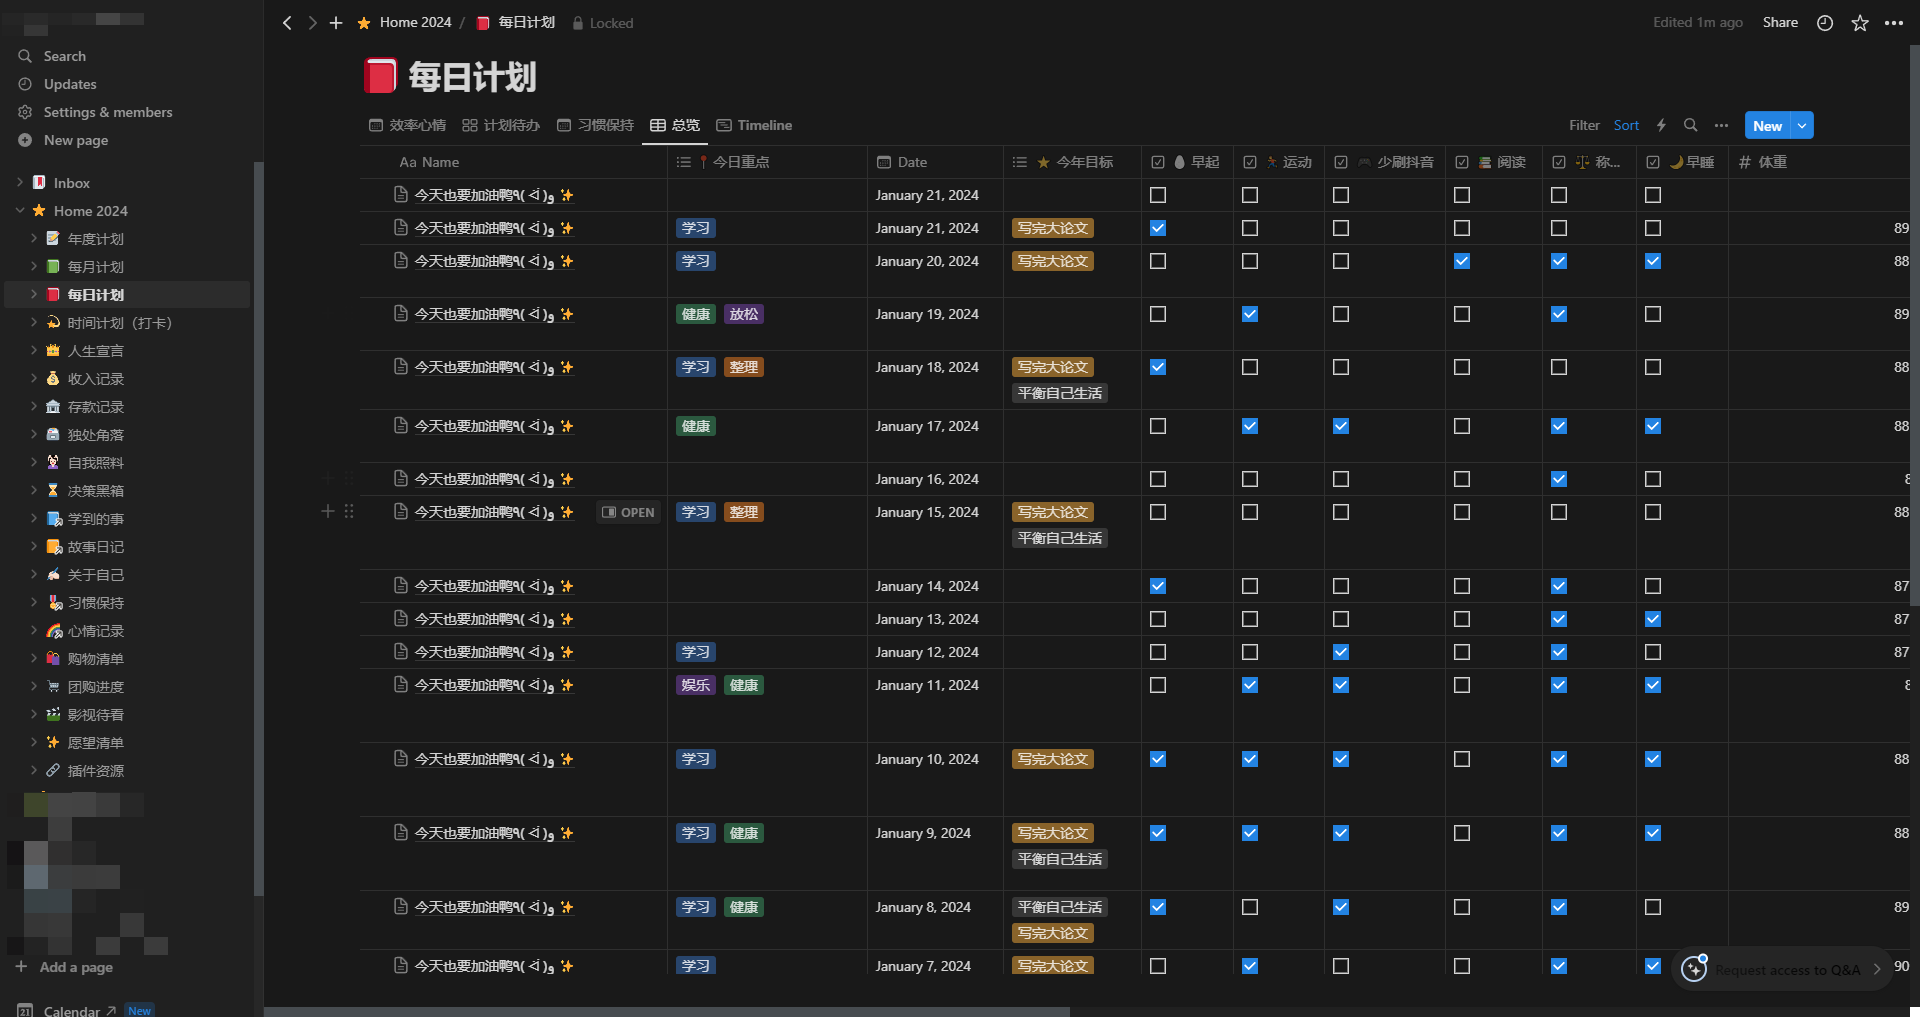 Home 2024 / 每日计划 Locked
Edited 1m ago Share
Search
Updates
Settings & members
New page
Inbox
Home 2024
年度计划
每月计划
每日计划
时间计划（打卡）
人生宣言
收入记录
存款记录
独处角落
自我照料
决策黑箱
学到的事
故事日记
关于自己
习惯保持
心情记录
购物清单
团购进度
影视待看
愿望清单
插件资源
Add a page
Calendar New
每日计划
效率心情 计划待办 习惯保持 总览 Timeline
Filter Sort New
Aa Name 今日重点 Date 今年目标 早起 运动 少刷抖音 阅读 称... 早睡 # 体重
今天也要加油鸭 January 21, 2024
今天也要加油鸭 学习 January 21, 2024 写完大论文 89
今天也要加油鸭 学习 January 20, 2024 写完大论文 88
今天也要加油鸭 健康 放松 January 19, 2024 89
今天也要加油鸭 学习 整理 January 18, 2024 写完大论文 88
平衡自己生活
今天也要加油鸭 健康 January 17, 2024 88
今天也要加油鸭 January 16, 2024
今天也要加油鸭 OPEN 学习 整理 January 15, 2024 写完大论文 88
平衡自己生活
今天也要加油鸭 January 14, 2024 87
今天也要加油鸭 January 13, 2024 87
今天也要加油鸭 学习 January 12, 2024 87
今天也要加油鸭 娱乐 健康 January 11, 2024
今天也要加油鸭 学习 January 10, 2024 写完大论文 88
今天也要加油鸭 学习 健康 January 9, 2024 写完大论文 88
平衡自己生活
今天也要加油鸭 学习 健康 January 8, 2024 平衡自己生活 89
写完大论文
今天也要加油鸭 学习 January 7, 2024 写完大论文 90
Request access to Q&A